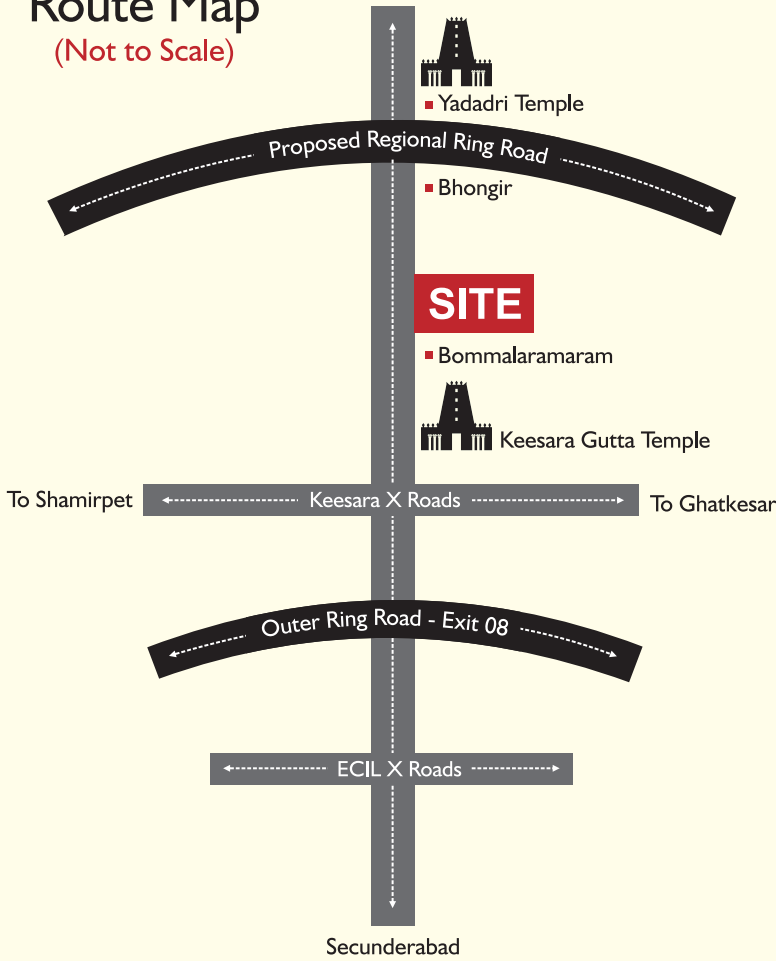 Route Map
(Not to Scale)
Yadadri Temple
Proposed Regional Ring Road
Bhongir
SITE
Bommalaramaram
Keesara Gutta Temple
To Shamirpet
Keesara X Roads
To Ghatkesar
Outer Ring Road - Exit 08
ECIL X Roads
Secunderabad